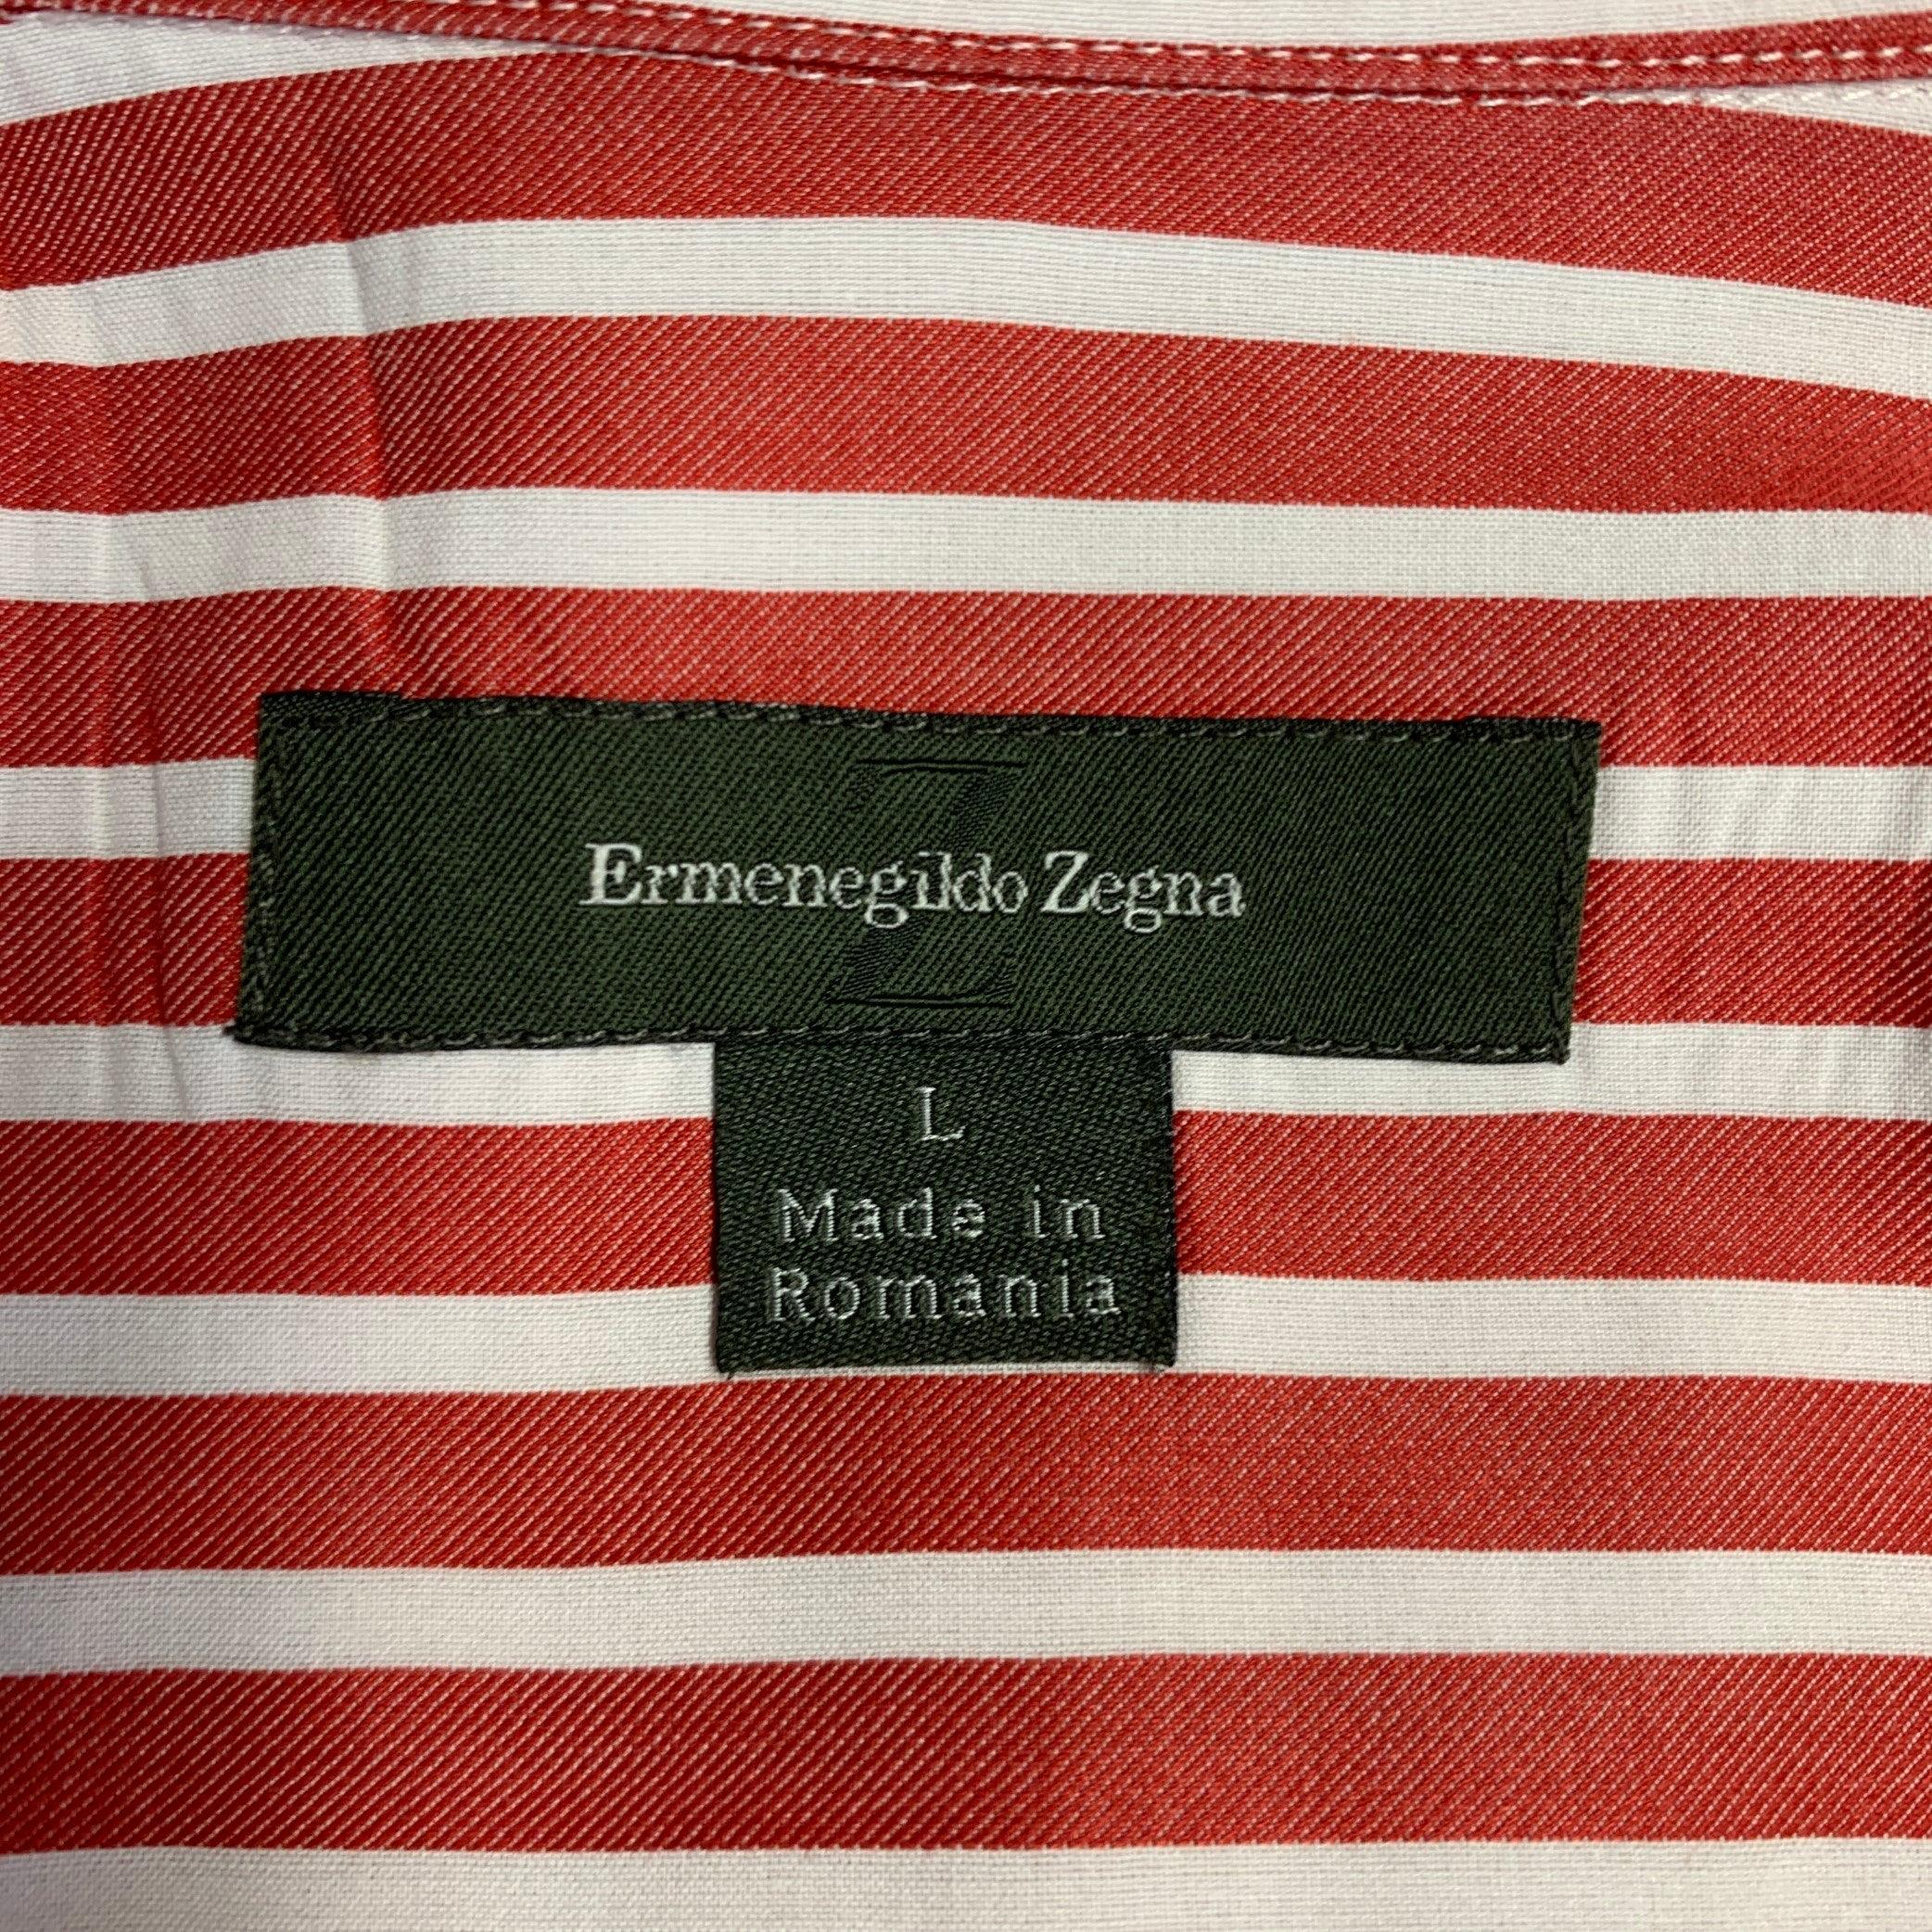 Z
Ermenegildo Zegna
L
Made in
Romania